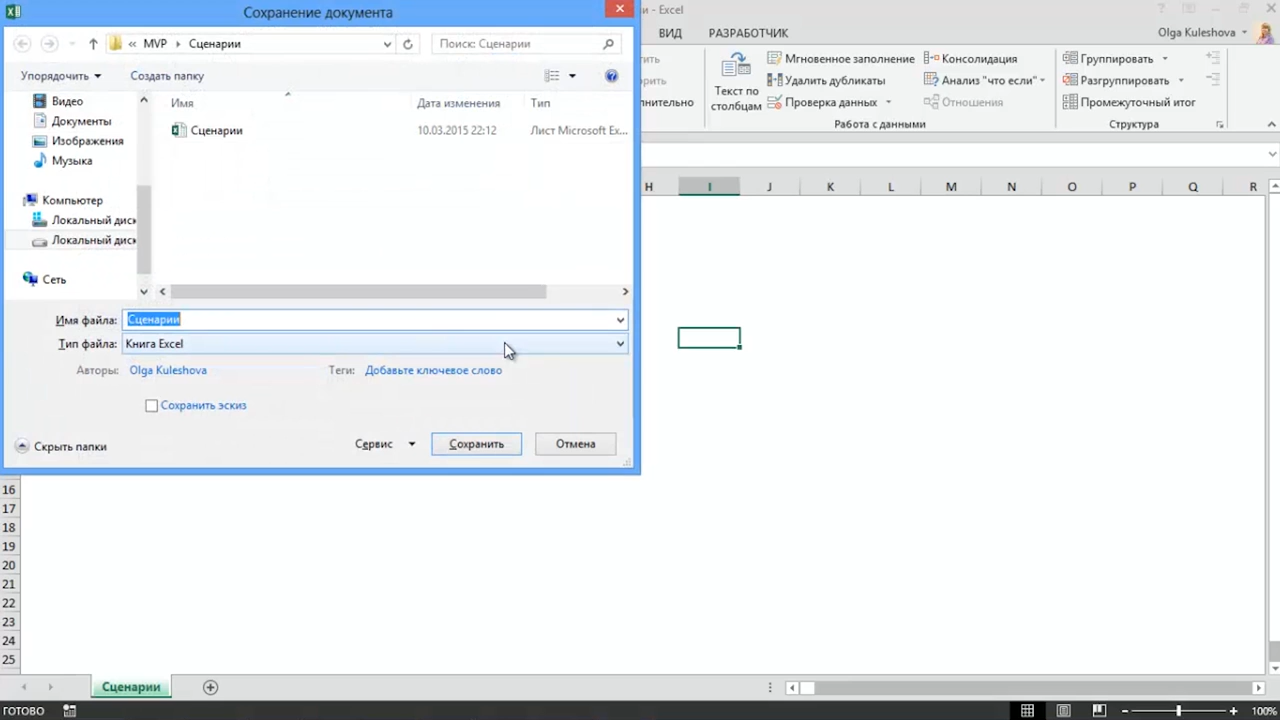 Сохранение документа
и - Excel
ВИД РАЗРАБОТЧИК
Olga Kuleshova
« MVP Сценарии
Поиск: Сценарии
Упорядочить
Создать папку
Видео
Документы
Изображения
Музыка
Компьютер
Локальный диск
Локальный диск
Сеть
Имя
Дата изменения
Тип
Сценарии
10.03.2015 22:12
Лист Microsoft Ex...
Имя файла: Сценарии
Тип файла: Книга Excel
Авторы: Olga Kuleshova
Теги: Добавьте ключевое слово
Сохранить эскиз
Скрыть папки
Сервис
Сохранить
Отмена
ить
орить
лнительно
Текст по
столбцам
Мгновенное заполнение
Удалить дубликаты
Проверка данных
Консолидация
Анализ "что если"
Отношения
Работа с данными
Группировать
Разгруппировать
Промежуточный итог
Структура
H I J K L M N O P Q R
16
17
18
19
20
21
22
23
24
25
Сценарии
ГОТОВО
100%